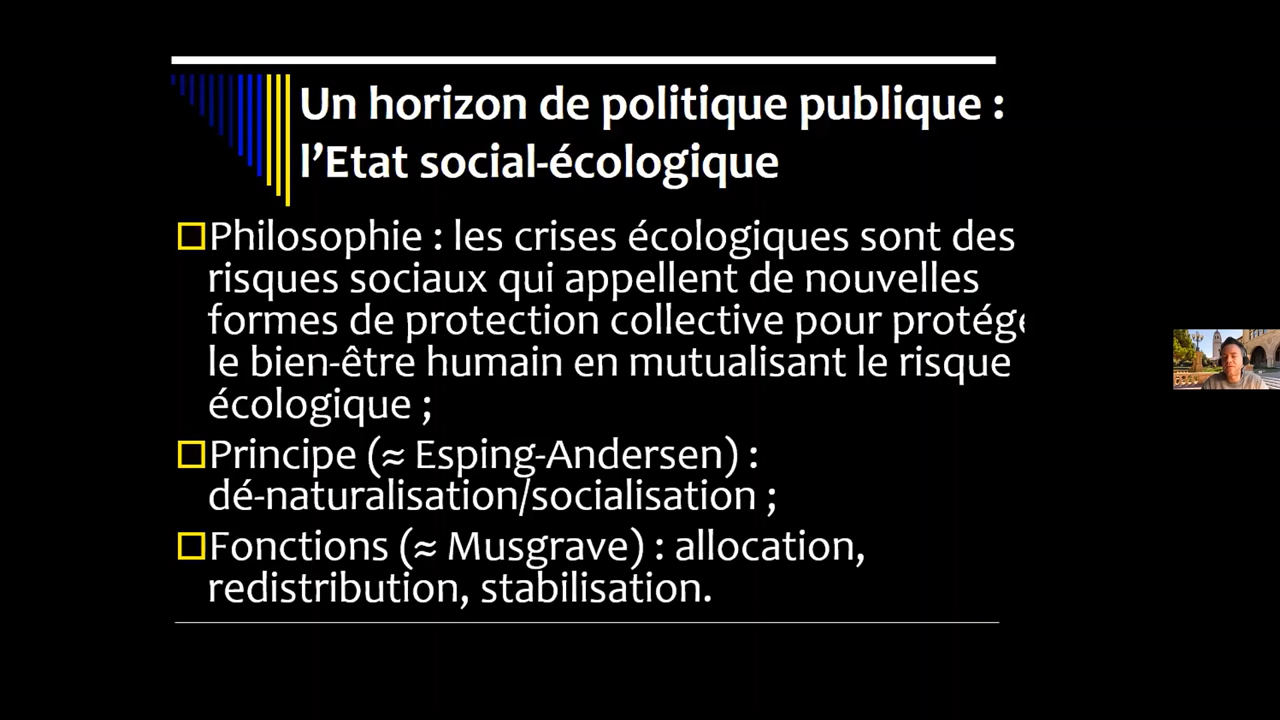 Un horizon de politique publique :
l’Etat social-écologique
Philosophie : les crises écologiques sont des
risques sociaux qui appellent de nouvelles
formes de protection collective pour protége
le bien-être humain en mutualisant le risque
écologique ;
Principe (≈ Esping-Andersen) :
dé-naturalisation/socialisation ;
Fonctions (≈ Musgrave) : allocation,
redistribution, stabilisation.